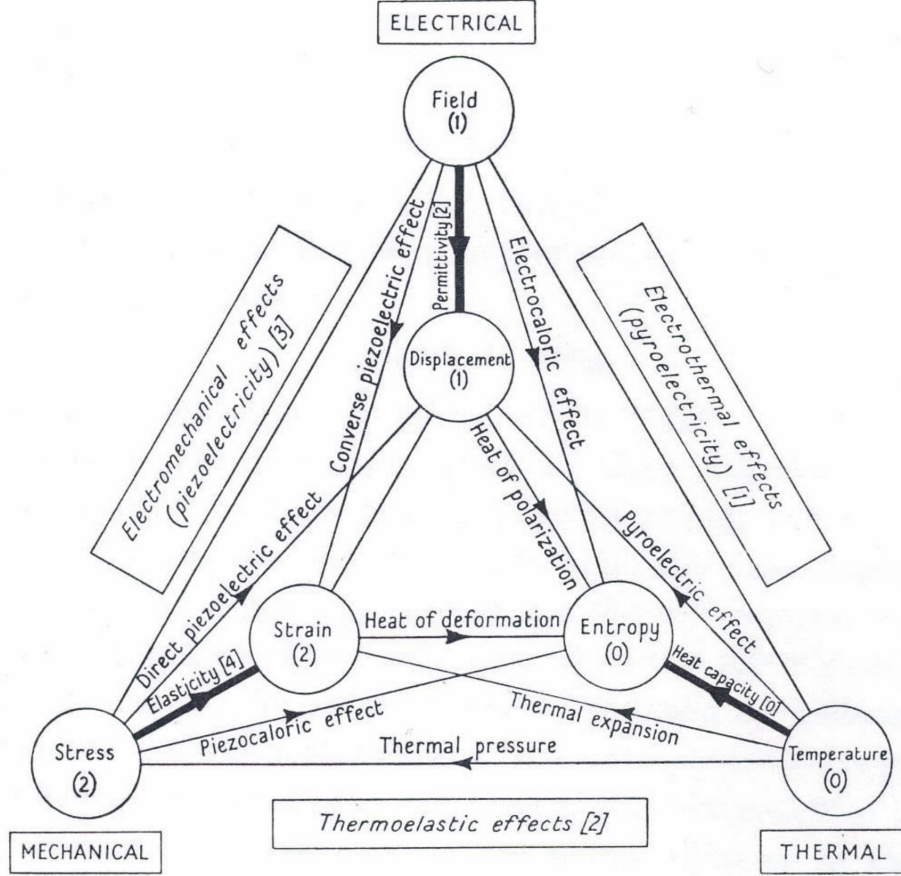 ELECTRICAL
Field
(1)
Permittivity [2]
Converse piezoelectric effect
Electrocaloric effect
Electromechanical effects
(piezoelectricity) [3]
Electrothermal effects
(pyroelectricity) [1]
Displacement
(1)
Heat of polarization
Direct piezoelectric effect
Pyroelectric effect
Strain
(2)
Heat of deformation
Entropy
(0)
Elasticity [4]
Heat capacity [0]
Piezocaloric effect
Thermal expansion
Stress
(2)
Thermal pressure
Temperature
(0)
Thermoelastic effects [2]
MECHANICAL
THERMAL